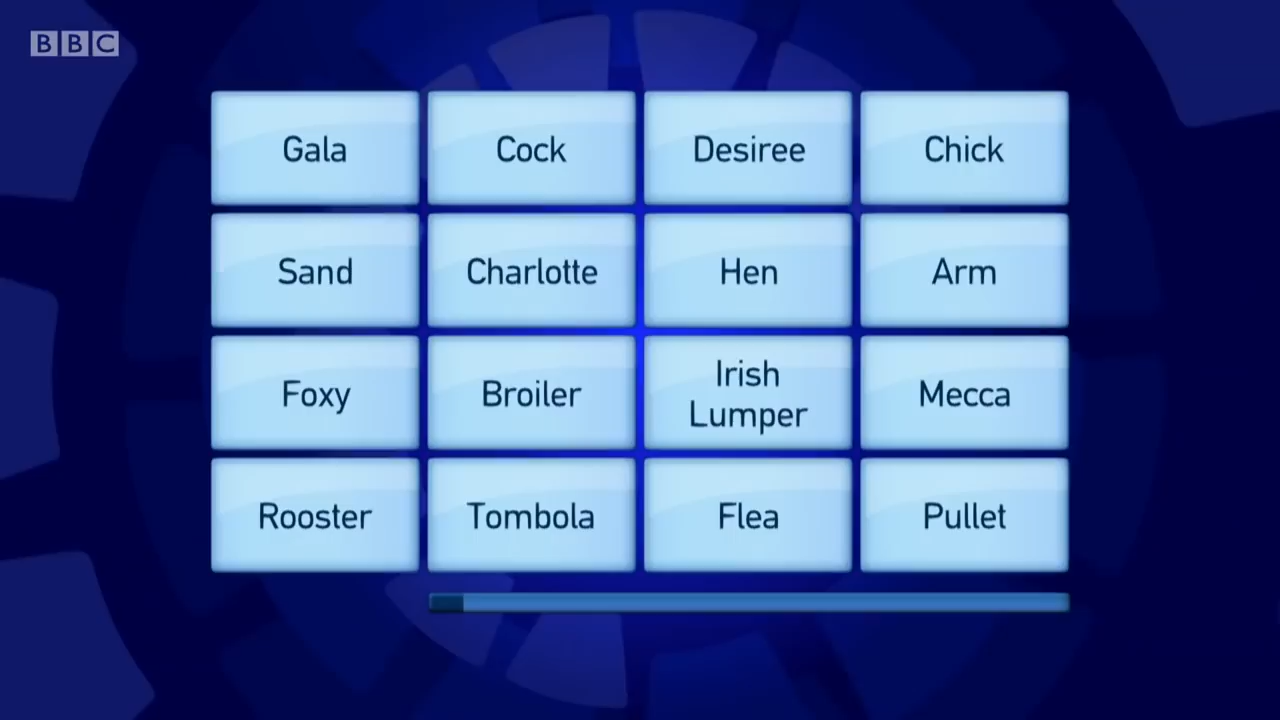 BBC
Gala
Cock
Desiree
Chick
Sand
Charlotte
Hen
Arm
Foxy
Broiler
Irish
Lumper
Mecca
Rooster
Tombola
Flea
Pullet